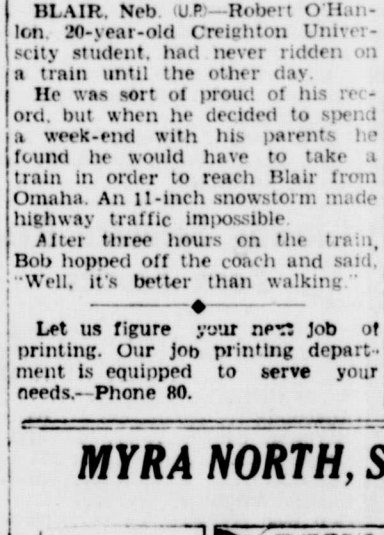 BLAIR, Neb. (U.P.)—Robert O'Han-
lon, 20-year-old Creighton Univer-
scity student, had never ridden on
a train until the other day.
He was sort of proud of his rec-
ord, but when he decided to spend
a week-end with his parents he
found he would have to take a
train in order to reach Blair from
Omaha. An 11-inch snowstorm made
highway traffic impossible.
After three hours on the train,
Bob hopped off the coach and said,
"Well, it's better than walking."
Let us figure your next job of
printing. Our job printing depart-
ment is equipped to serve your
needs.—Phone 80.
MYRA NORTH, S